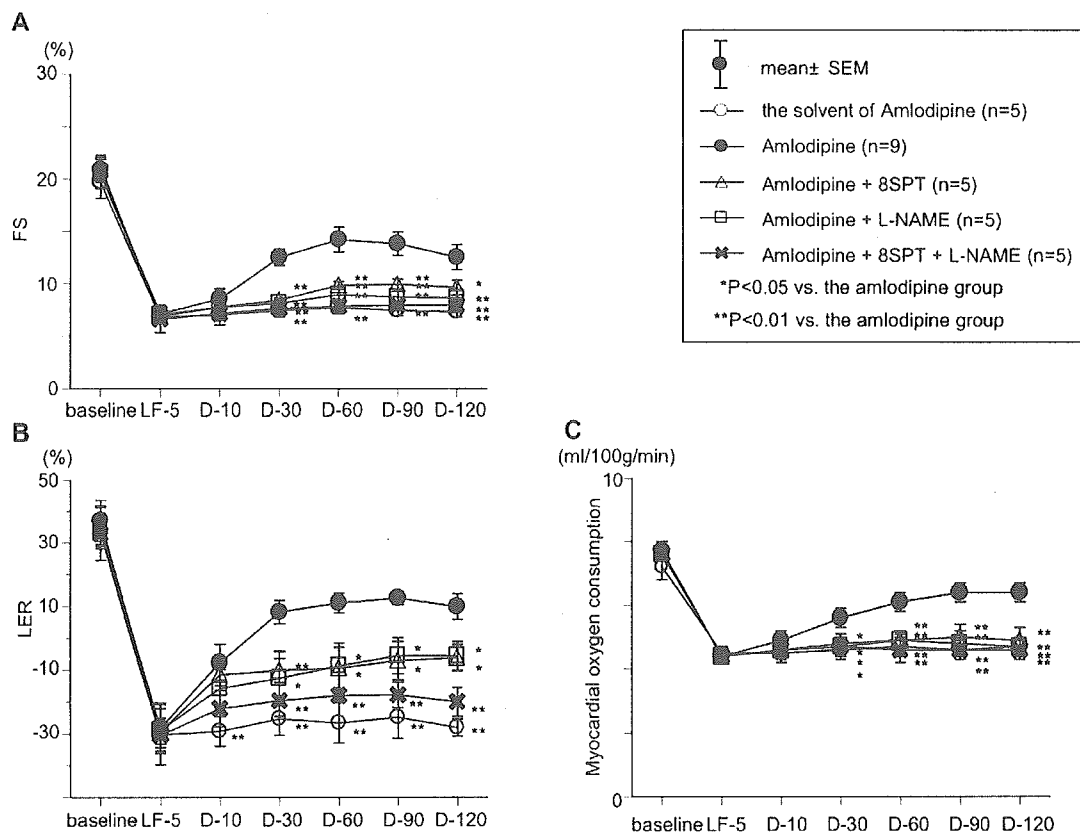 A
(%)
30
20
10
0
FS
baseline LF-5 D-10 D-30 D-60 D-90 D-120
** ** ** ** **
** ** ** **
** ** ** *
** ** ** **
mean± SEM
the solvent of Amlodipine (n=5)
Amlodipine (n=9)
Amlodipine + 8SPT (n=5)
Amlodipine + L-NAME (n=5)
Amlodipine + 8SPT + L-NAME (n=5)
*P<0.05 vs. the amlodipine group
**P<0.01 vs. the amlodipine group
B
(%)
50
30
10
-10
-30
LER
** * * *
* * * *
** ** ** **
** ** ** ** **
baseline LF-5 D-10 D-30 D-60 D-90 D-120
C
(ml/100g/min)
10
0
Myocardial oxygen consumption
* ** ** **
* ** ** **
* ** ** **
* ** ** **
baseline LF-5 D-10 D-30 D-60 D-90 D-120